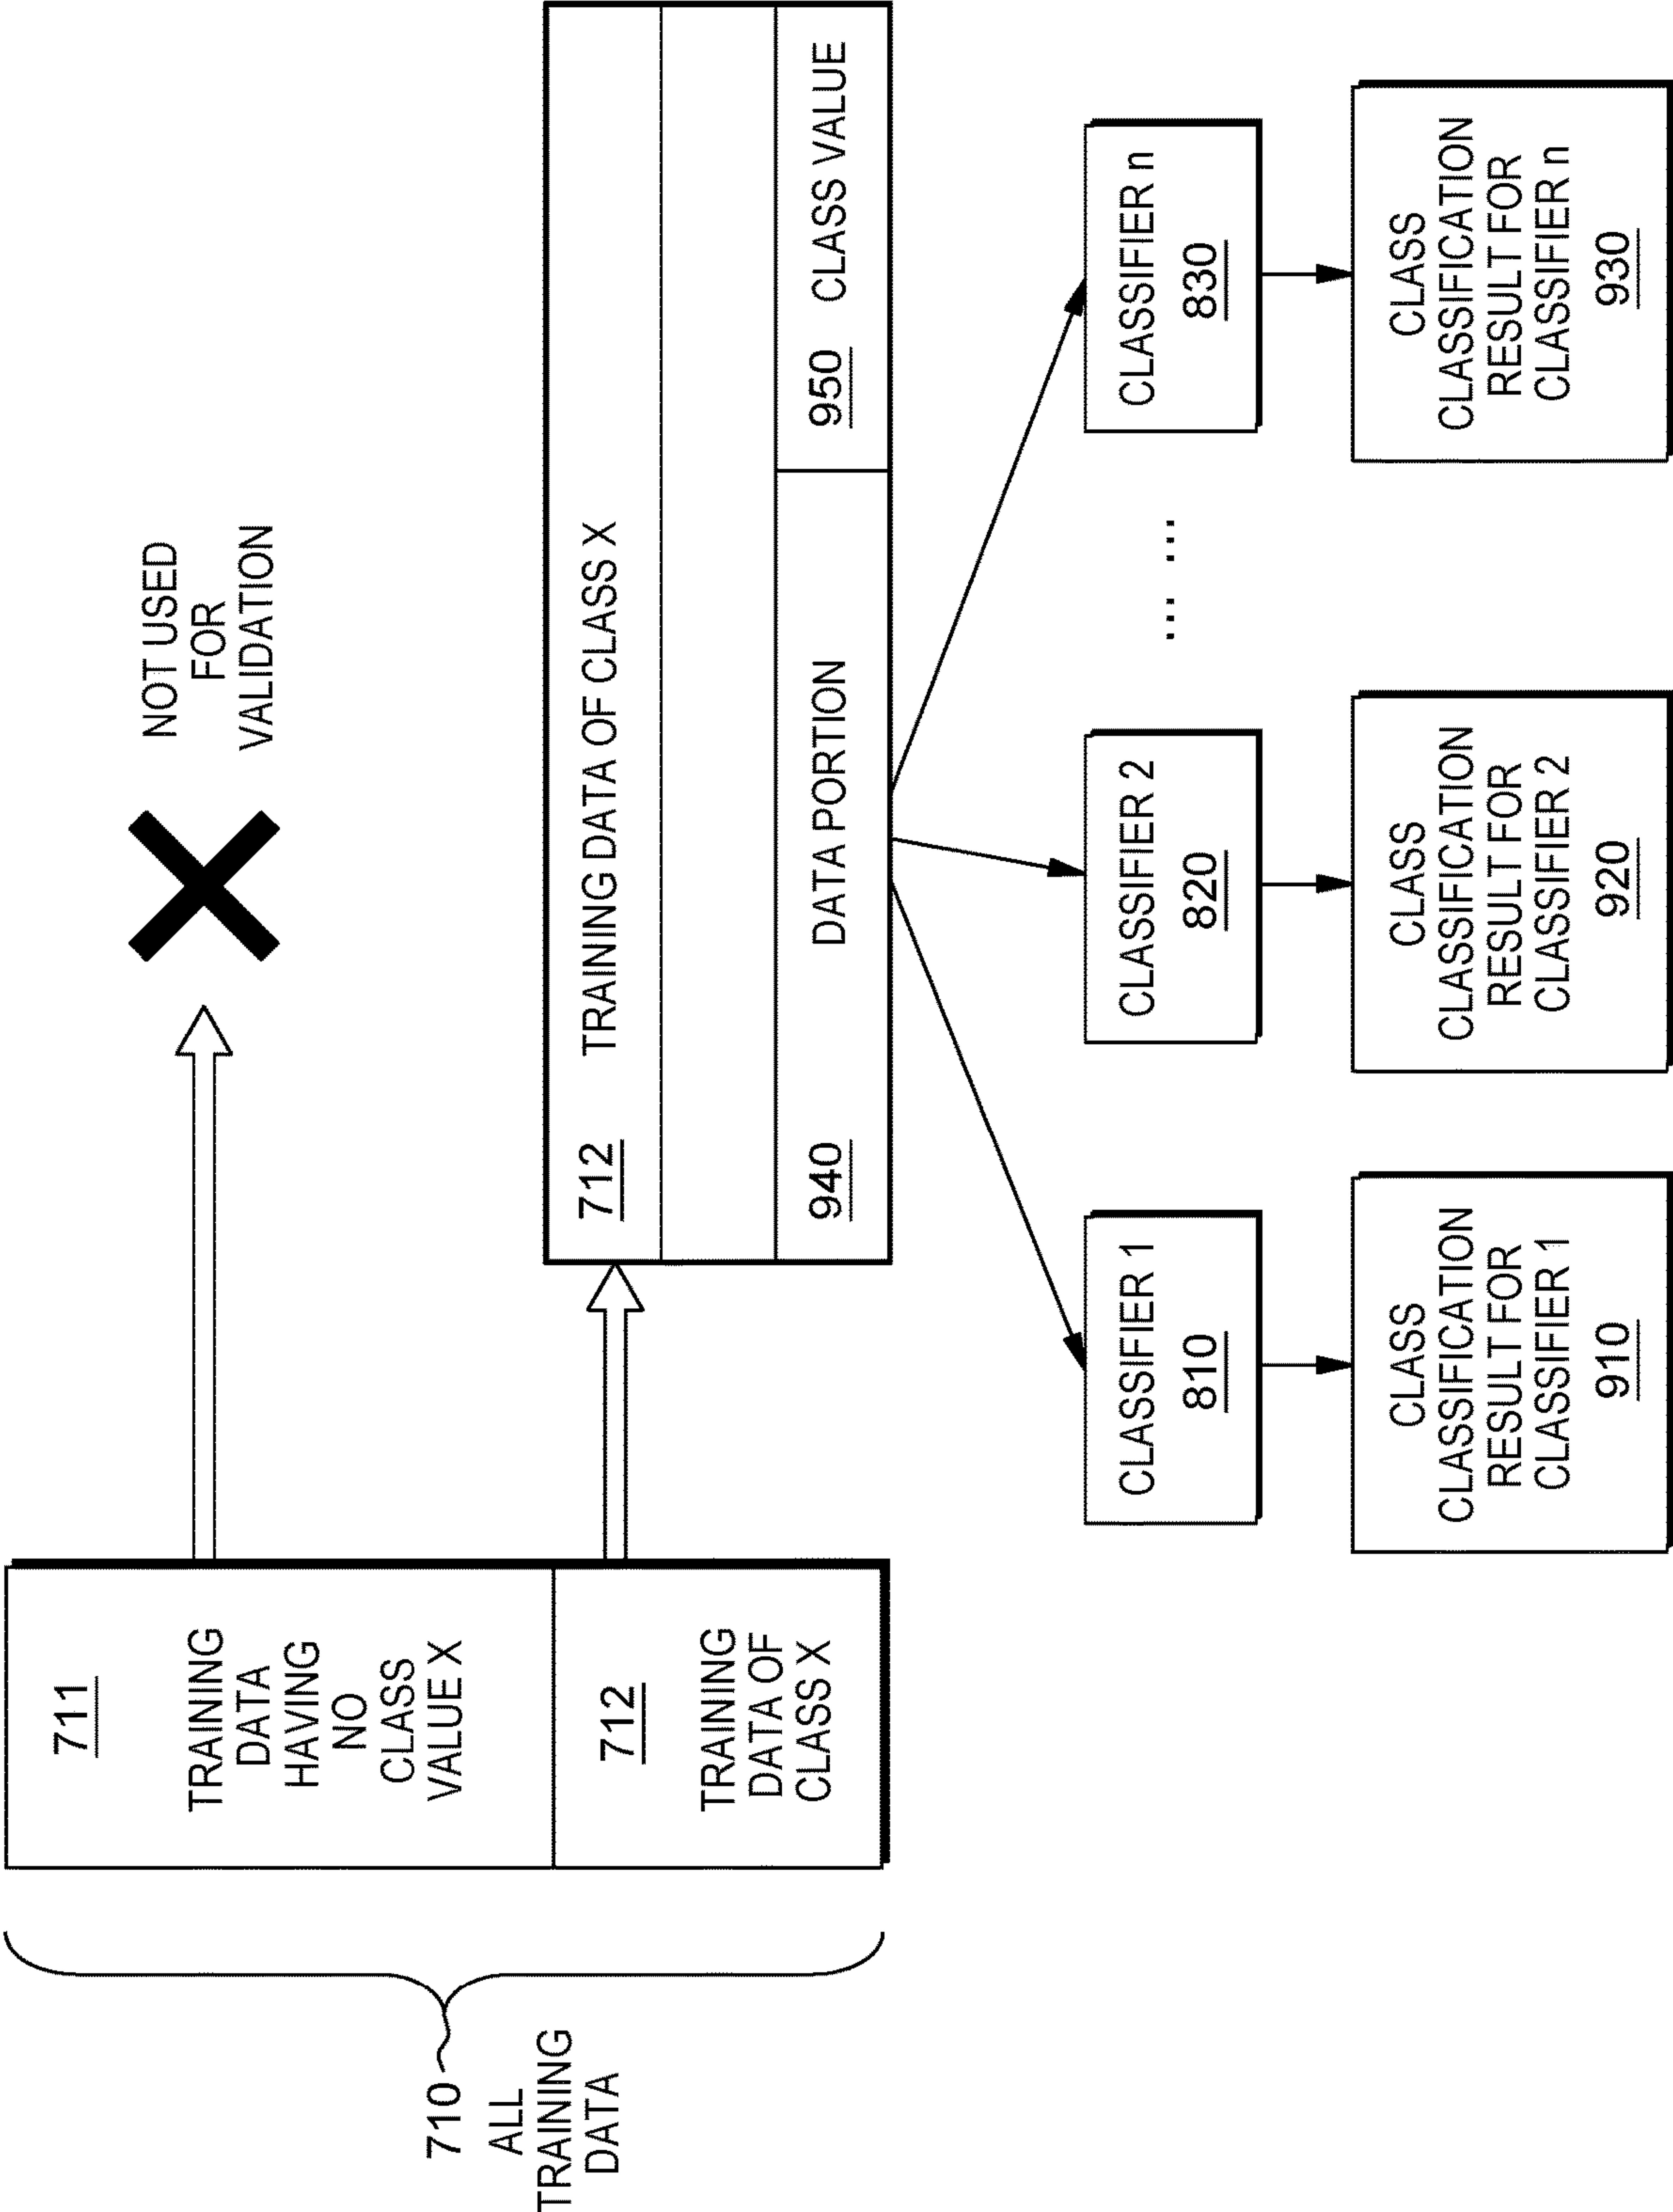 710
ALL
TRAINING
DATA
711
TRAINING
DATA
HAVING
NO
CLASS
VALUE X
712
TRAINING
DATA OF
CLASS X
NOT USED
FOR
VALIDATION
712 TRAINING DATA OF CLASS X
940 DATA PORTION
950 CLASS VALUE
CLASSIFIER 1
810
CLASSIFIER 2
820
... ...
CLASSIFIER n
830
CLASS
CLASSIFICATION
RESULT FOR
CLASSIFIER 1
910
CLASS
CLASSIFICATION
RESULT FOR
CLASSIFIER 2
920
CLASS
CLASSIFICATION
RESULT FOR
CLASSIFIER n
930